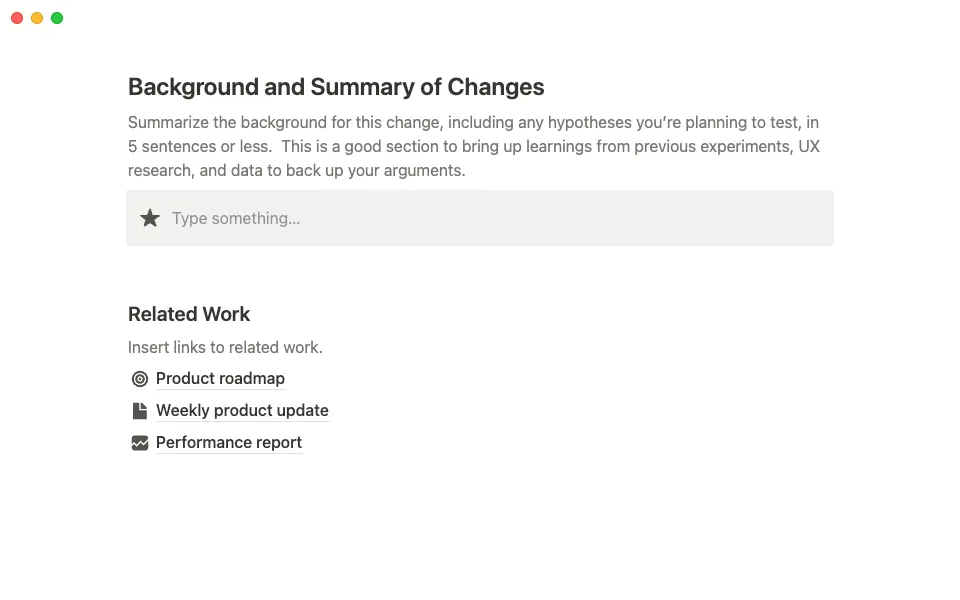 Background and Summary of Changes
Summarize the background for this change, including any hypotheses you’re planning to test, in
5 sentences or less.  This is a good section to bring up learnings from previous experiments, UX
research, and data to back up your arguments.
Type something...
Related Work
Insert links to related work.
Product roadmap
Weekly product update
Performance report